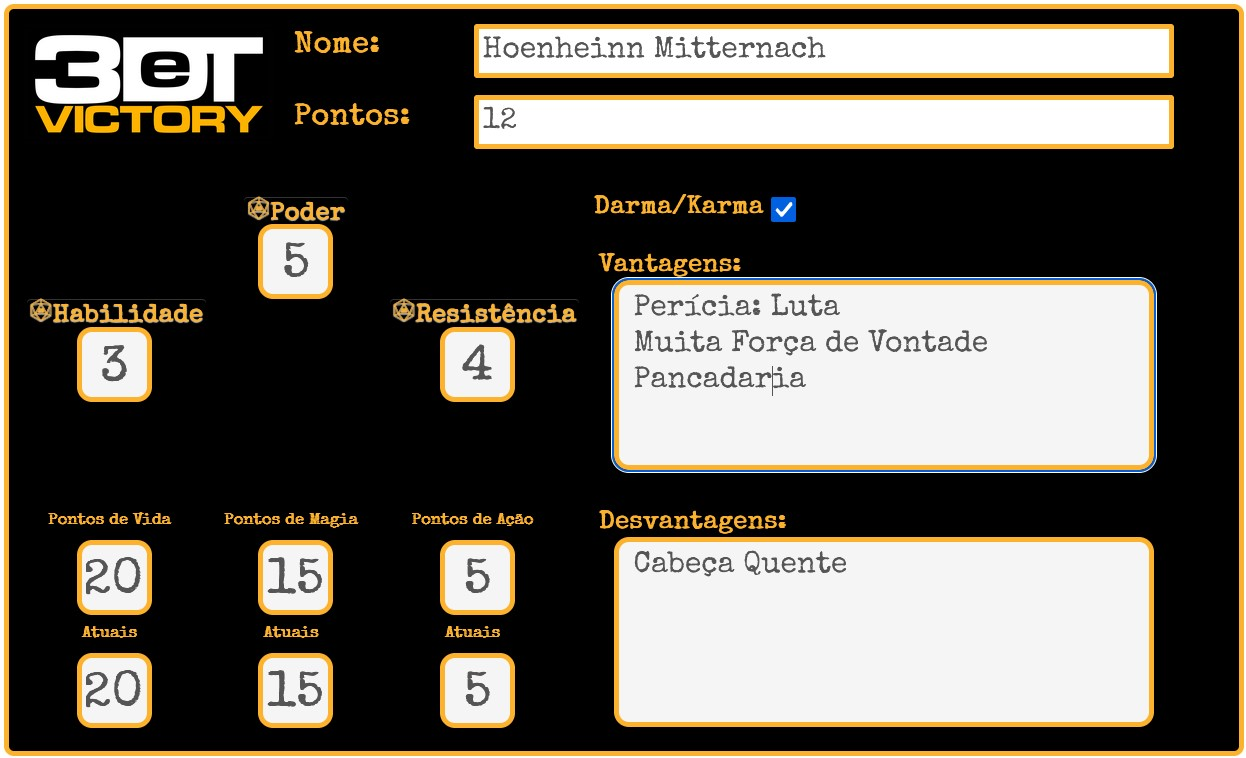 3DeT
VICTORY
Nome:
Hoenheinn Mitternach
Pontos:
12
Poder
5
Habilidade
3
Resistência
4
Darma/Karma
Vantagens:
Perícia: Luta
Muita Força de Vontade
Pancadaria
Pontos de Vida
Pontos de Magia
Pontos de Ação
20
15
5
Atuais
Atuais
Atuais
20
15
5
Desvantagens:
Cabeça Quente